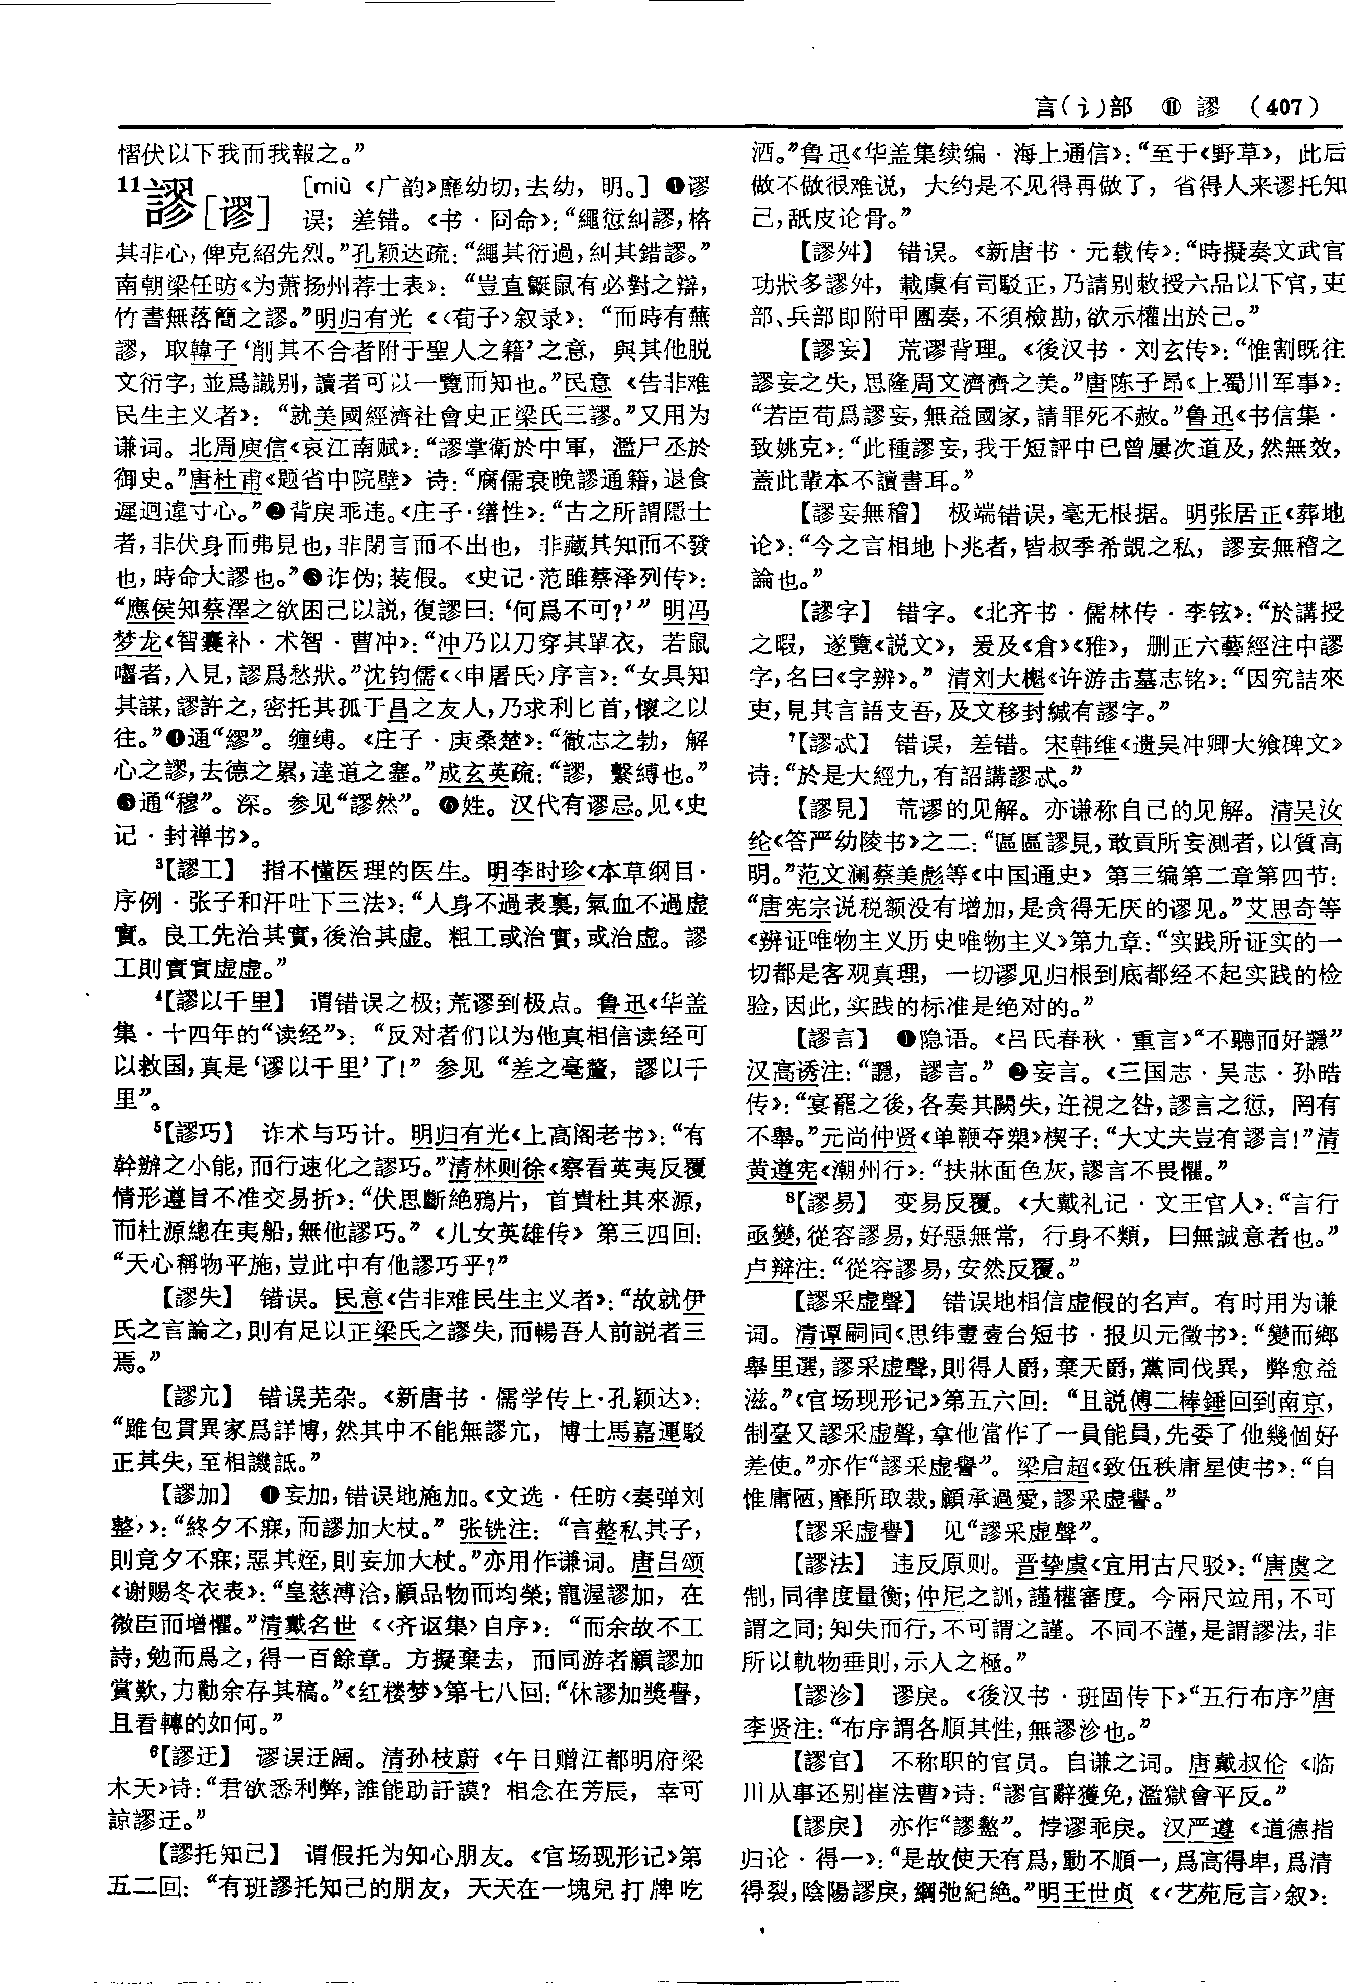 言(讠)部 ⑪ 謬 (407)
慴伏以下我而我報之。”
11謬[谬] [miù《广韵》靡幼切,去幼,明。] ❶谬
误;差错。《书·冏命》:“繩愆糾謬,格
其非心,俾克紹先烈。”孔颖达疏:“繩其衍過,糾其錯謬。”
南朝梁任昉《为萧扬州荐士表》:“豈直鼮鼠有必對之辯,
竹書無落簡之謬。”明归有光《〈荀子〉叙录》:“而時有蕪
謬,取韓子‘削其不合者附于聖人之籍’之意,與其他脱
文衍字,並爲識别,讀者可以一覽而知也。”民意《告非难
民生主义者》:“就美國經濟社會史正梁氏三謬。”又用为
谦词。北周庾信《哀江南赋》:“謬掌衛於中軍,濫尸丞於
御史。”唐杜甫《题省中院壁》诗:“腐儒衰晚謬通籍,退食
遲迴違寸心。”❷背戾乖违。《庄子·缮性》:“古之所謂隱士
者,非伏身而弗見也,非閉言而不出也,非藏其知而不發
也,時命大謬也。”❸诈伪;装假。《史记·范雎蔡泽列传》:
“應侯知蔡澤之欲困己以説,復謬曰:‘何爲不可?’”明冯
梦龙《智囊补·术智·曹冲》:“冲乃以刀穿其單衣,若鼠
嚙者,入見,謬爲愁狀。”沈钧儒《〈申屠氏〉序言》:“女具知
其謀,謬許之,密托其孤于昌之友人,乃求利匕首,懷之以
往。”❹通“繆”。缠缚。《庄子·庚桑楚》:“徹志之勃,解
心之謬,去德之累,達道之塞。”成玄英疏:“謬,繫縛也。”
❺通“穆”。深。参见“謬然”。❻姓。汉代有谬忌。见《史
记·封禅书》。
3【謬工】 指不懂医理的医生。明李时珍《本草纲目·
序例·张子和汗吐下三法》:“人身不過表裏,氣血不過虚
實。良工先治其實,後治其虚。粗工或治實,或治虚。謬
工則實實虚虚。”
4【謬以千里】 谓错误之极;荒谬到极点。鲁迅《华盖
集·十四年的“读经”》:“反对者们以为他真相信读经可
以救国,真是‘谬以千里’了!”参见“差之毫釐,謬以千
里”。
5【謬巧】 诈术与巧计。明归有光《上高阁老书》:“有
幹辦之小能,而行速化之謬巧。”清林则徐《察看英夷反覆
情形遵旨不准交易折》:“伏思斷絶鴉片,首貴杜其來源,
而杜源總在夷船,無他謬巧。”《儿女英雄传》第三四回:
“天心稱物平施,豈此中有他謬巧乎?”
【謬失】 错误。民意《告非难民生主义者》:“故就伊
氏之言論之,則有足以正梁氏之謬失,而暢吾人前説者三
焉。”
【謬宂】 错误芜杂。《新唐书·儒学传上·孔颖达》:
“雖包貫異家爲詳博,然其中不能無謬宂,博士馬嘉運駁
正其失,至相譏詆。”
【謬加】 ❶妄加,错误地施加。《文选·任昉〈奏弹刘
整〉》:“終夕不寐,而謬加大杖。”张铣注:“言整私其子,
則竟夕不寐;惡其姪,則妄加大杖。”亦用作谦词。唐吕颂
《谢赐冬衣表》:“皇慈溥洽,顧品物而均榮;寵渥謬加,在
微臣而增懼。”清戴名世《〈齐讴集〉自序》:“而余故不工
詩,勉而爲之,得一百餘章。方擬棄去,而同游者顧謬加
賞歎,力勸余存其稿。”《红楼梦》第七八回:“休謬加獎譽,
且看轉的如何。”
6【謬迂】 谬误迂阔。清孙枝蔚《午日赠江都明府梁
木天》诗:“君欲悉利弊,誰能助訏謨?相念在芳辰,幸可
諒謬迂。”
【謬托知己】 谓假托为知心朋友。《官场现形记》第
五二回:“有班謬托知己的朋友,天天在一塊兒打牌吃
酒。”鲁迅《华盖集续编·海上通信》:“至于《野草》,此后
做不做很难说,大约是不见得再做了,省得人来谬托知
己,舐皮论骨。”
【謬舛】 错误。《新唐书·元载传》:“時擬奏文武官
功狀多謬舛,載虞有司駁正,乃請别敕授六品以下官,吏
部、兵部即附甲團奏,不須檢勘,欲示權出於己。”
【謬妄】 荒谬背理。《後汉书·刘玄传》:“惟割既往
謬妄之失,思隆周文濟濟之美。”唐陈子昂《上蜀川军事》:
“若臣苟爲謬妄,無益國家,請罪死不赦。”鲁迅《书信集·
致姚克》:“此種謬妄,我于短評中已曾屢次道及,然無效,
蓋此輩本不讀書耳。”
【謬妄無稽】 极端错误,毫无根据。明张居正《葬地
论》:“今之言相地卜兆者,皆叔季希覬之私,謬妄無稽之
論也。”
【謬字】 错字。《北齐书·儒林传·李铉》:“於講授
之暇,遂覽《説文》,爰及《倉》《雅》,删正六藝經注中謬
字,名曰《字辨》。”清刘大櫆《许游击墓志铭》:“因究詰來
吏,見其言語支吾,及文移封緘有謬字。”
7【謬忒】 错误,差错。宋韩维《遗吴冲卿大飨碑文》
诗:“於是大經九,有詔講謬忒。”
【謬見】 荒谬的见解。亦谦称自己的见解。清吴汝
纶《答严幼陵书》之二:“區區謬見,敢貢所妄測者,以質高
明。”范文澜蔡美彪等《中国通史》第三编第二章第四节:
“唐宪宗说税额没有增加,是贪得无厌的谬见。”艾思奇等
《辨证唯物主义历史唯物主义》第九章:“实践所证实的一
切都是客观真理,一切谬见归根到底都经不起实践的检
验,因此,实践的标准是绝对的。”
【謬言】 ❶隐语。《吕氏春秋·重言》“不聽而好讔”
汉高诱注:“讔,謬言。”❷妄言。《三国志·吴志·孙晧
传》:“宴罷之後,各奏其闕失,迕視之咎,謬言之愆,罔有
不舉。”元尚仲贤《单鞭夺槊》楔子:“大丈夫豈有謬言!”清
黄遵宪《潮州行》:“扶牀面色灰,謬言不畏懼。”
8【謬易】 变易反覆。《大戴礼记·文王官人》:“言行
亟變,從容謬易,好惡無常,行身不類,曰無誠意者也。”
卢辩注:“從容謬易,安然反覆。”
【謬采虚聲】 错误地相信虚假的名声。有时用为谦
词。清谭嗣同《思纬壹壹台短书·报贝元徵书》:“變而鄉
舉里選,謬采虚聲,則得人爵,棄天爵,黨同伐異,弊愈益
滋。”《官场现形记》第五六回:“且説傅二棒錘回到南京,
制臺又謬采虚聲,拿他當作了一員能員,先委了他幾個好
差使。”亦作“謬采虚譽”。梁启超《致伍秩庸星使书》:“自
惟庸陋,靡所取裁,顧承過愛,謬采虚譽。”
【謬采虚譽】 见“謬采虚聲”。
【謬法】 违反原则。晋挚虞《宜用古尺驳》:“唐虞之
制,同律度量衡;仲尼之訓,謹權審度。今兩尺竝用,不可
謂之同;知失而行,不可謂之謹。不同不謹,是謂謬法,非
所以軌物垂則,示人之極。”
【謬沴】 谬戾。《後汉书·班固传下》“五行布序”唐
李贤注:“布序謂各順其性,無謬沴也。”
【謬官】 不称职的官员。自谦之词。唐戴叔伦《临
川从事还别崔法曹》诗:“謬官辭獲免,濫獄會平反。”
【謬戾】 亦作“謬盭”。悖谬乖戾。汉严遵《道德指
归论·得一》:“是故使天有爲,動不順一,爲高得卑,爲清
得裂,陰陽謬戾,綱弛紀絶。”明王世贞《〈艺苑卮言〉叙》: